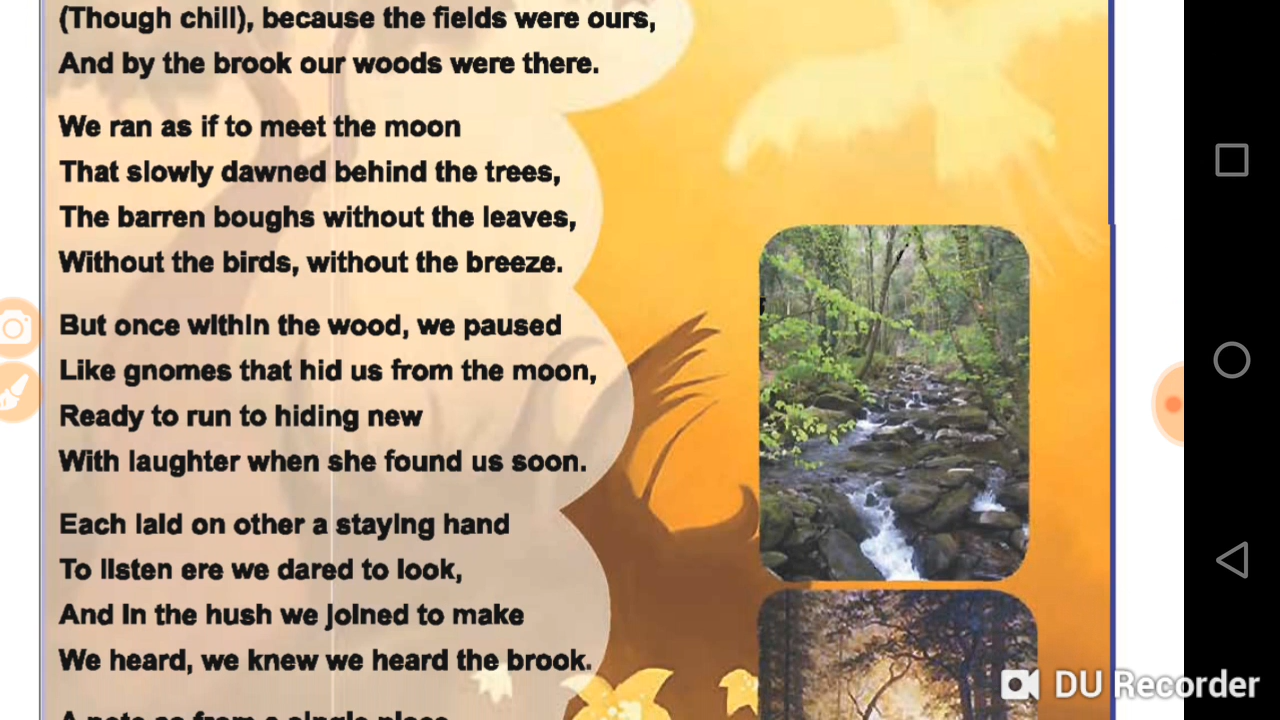 (Though chill), because the fields were ours,
And by the brook our woods were there.
We ran as if to meet the moon
That slowly dawned behind the trees,
The barren boughs without the leaves,
Without the birds, without the breeze.
But once within the wood, we paused
Like gnomes that hid us from the moon,
Ready to run to hiding new
With laughter when she found us soon.
Each laid on other a staying hand
To listen ere we dared to look,
And in the hush we joined to make
We heard, we knew we heard the brook.
A note as from a single place
DU Recorder